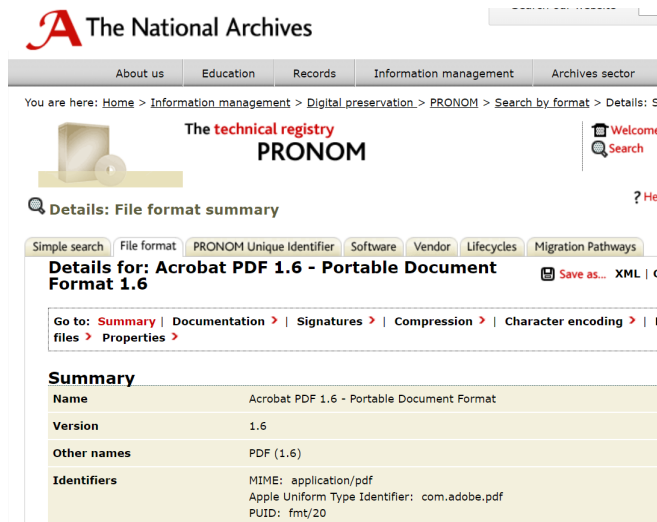 The National Archives
About us Education Records Information management Archives sector
You are here: Home > Information management > Digital preservation > PRONOM > Search by format > Details: S
The technical registry
PRONOM
Welcome
Search
? He
Details: File format summary
Simple search File format PRONOM Unique Identifier Software Vendor Lifecycles Migration Pathways
Details for: Acrobat PDF 1.6 - Portable Document
Format 1.6
Save as... XML |
Go to: Summary | Documentation | Signatures | Compression | Character encoding |
files Properties
Summary
Name Acrobat PDF 1.6 - Portable Document Format
Version 1.6
Other names PDF (1.6)
Identifiers MIME: application/pdf
Apple Uniform Type Identifier: com.adobe.pdf
PUID: fmt/20